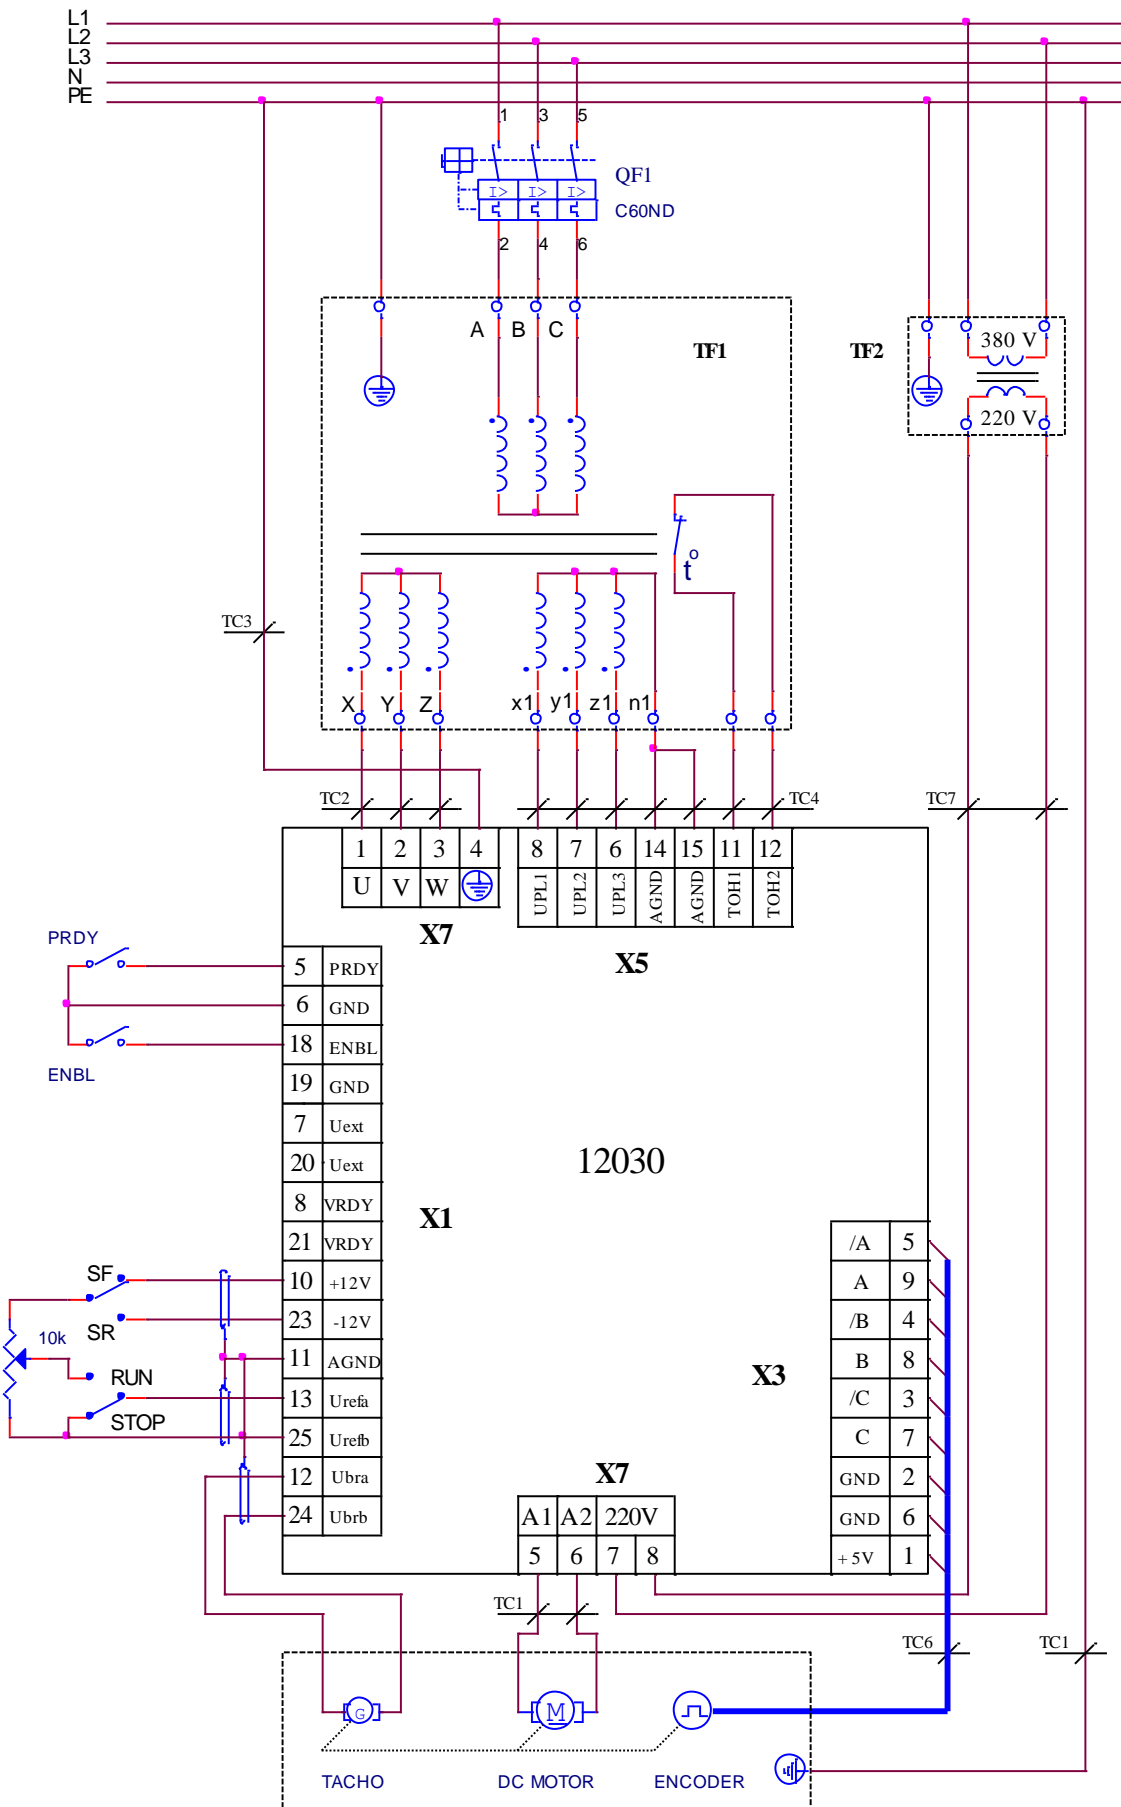 L1
L2
L3
N
PE
1 3 5
QF1
I> I> I>
C60ND
2 4 6
A B C
TF1
TF2
380 V
220 V
t°
TC3
X Y Z x1 y1 z1 n1
TC2
TC4
TC7
1 2 3 4
U V W
X7
8 7 6 14 15 11 12
UPL1 UPL2 UPL3 AGND AGND TOH1 TOH2
X5
PRDY
ENBL
5 PRDY
6 GND
18 ENBL
19 GND
7 Uext
20 Uext
8 VRDY
21 VRDY
10 +12V
23 -12V
11 AGND
13 Urefa
25 Urefb
12 Ubra
24 Ubrb
X1
12030
SF
SR
10k
RUN
STOP
X3
/A 5
A 9
/B 4
B 8
/C 3
C 7
GND 2
GND 6
+5V 1
X7
A1 A2 220V
5 6 7 8
TC1
TC6
TC1
G
M
TACHO
DC MOTOR
ENCODER